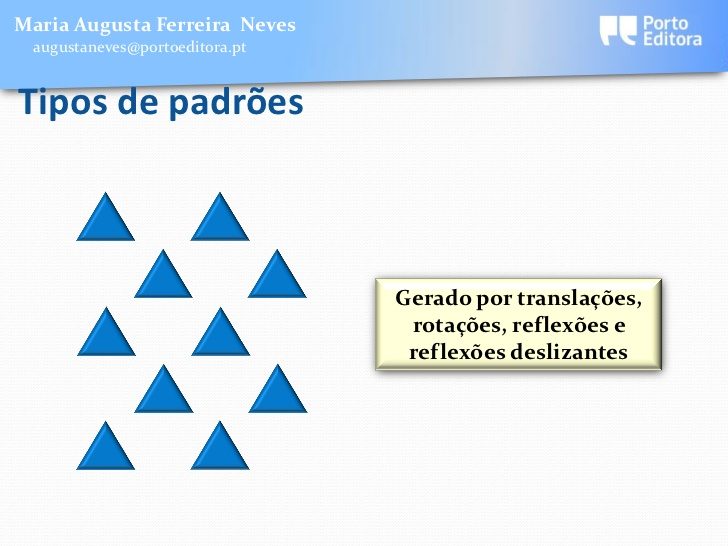 Maria Augusta Ferreira Neves
augustaneves@portoeditora.pt
Porto
Editora
Tipos de padrões
Gerado por translações,
rotações, reflexões e
reflexões deslizantes